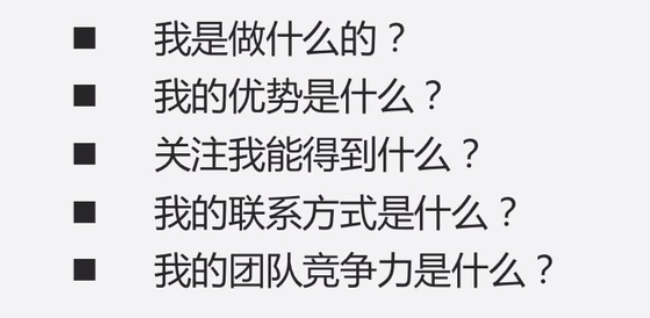 ■ 我是做什么的？
■ 我的优势是什么？
■ 关注我能得到什么？
■ 我的联系方式是什么？
■ 我的团队竞争力是什么？